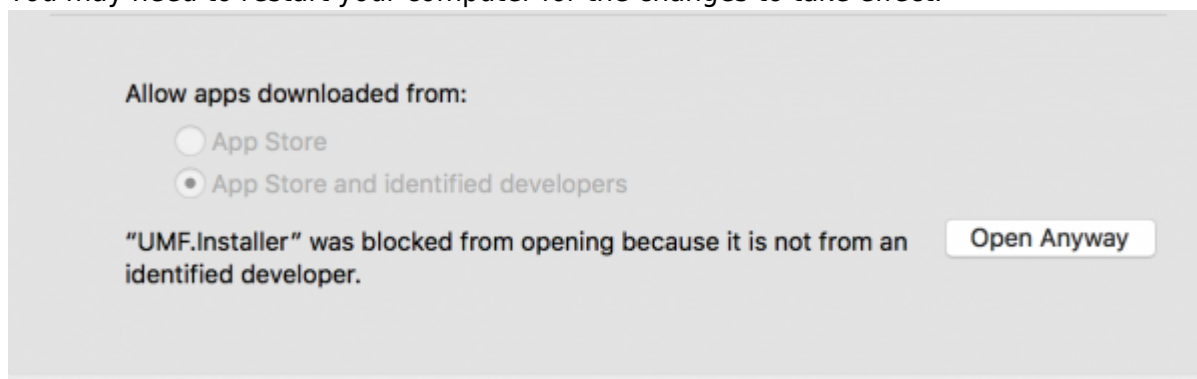 You may need to restart your computer for the changes to take effect.
Allow apps downloaded from:
App Store
App Store and identified developers
“UMF.Installer” was blocked from opening because it is not from an
identified developer.
Open Anyway